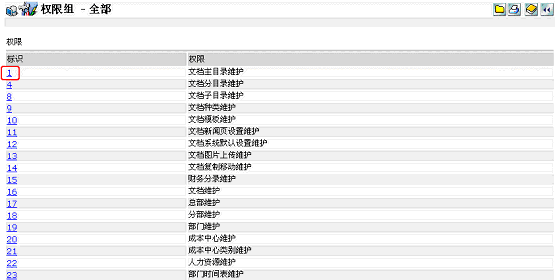 权限组 - 全部
权限
标识 权限
1 文档主目录维护
4 文档分目录维护
8 文档子目录维护
9 文档种类维护
10 文档模板维护
11 文档新闻页设置维护
12 文档系统默认设置维护
13 文档图片上传维护
14 文档复制移动维护
15 财务分录维护
16 文档维护
17 总部维护
18 分部维护
19 部门维护
20 成本中心维护
21 成本中心类别维护
22 人力资源维护
23 部门时间表维护